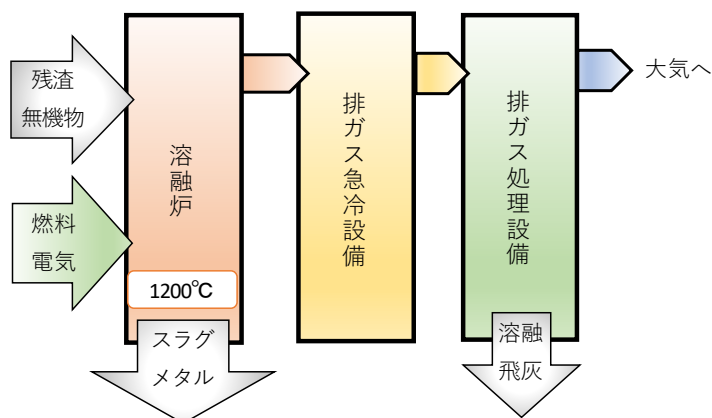 残渣
無機物
燃料
電気
溶融炉
1200℃
スラグ
メタル
排ガス急冷設備
排ガス処理設備
溶融
飛灰
大気へ